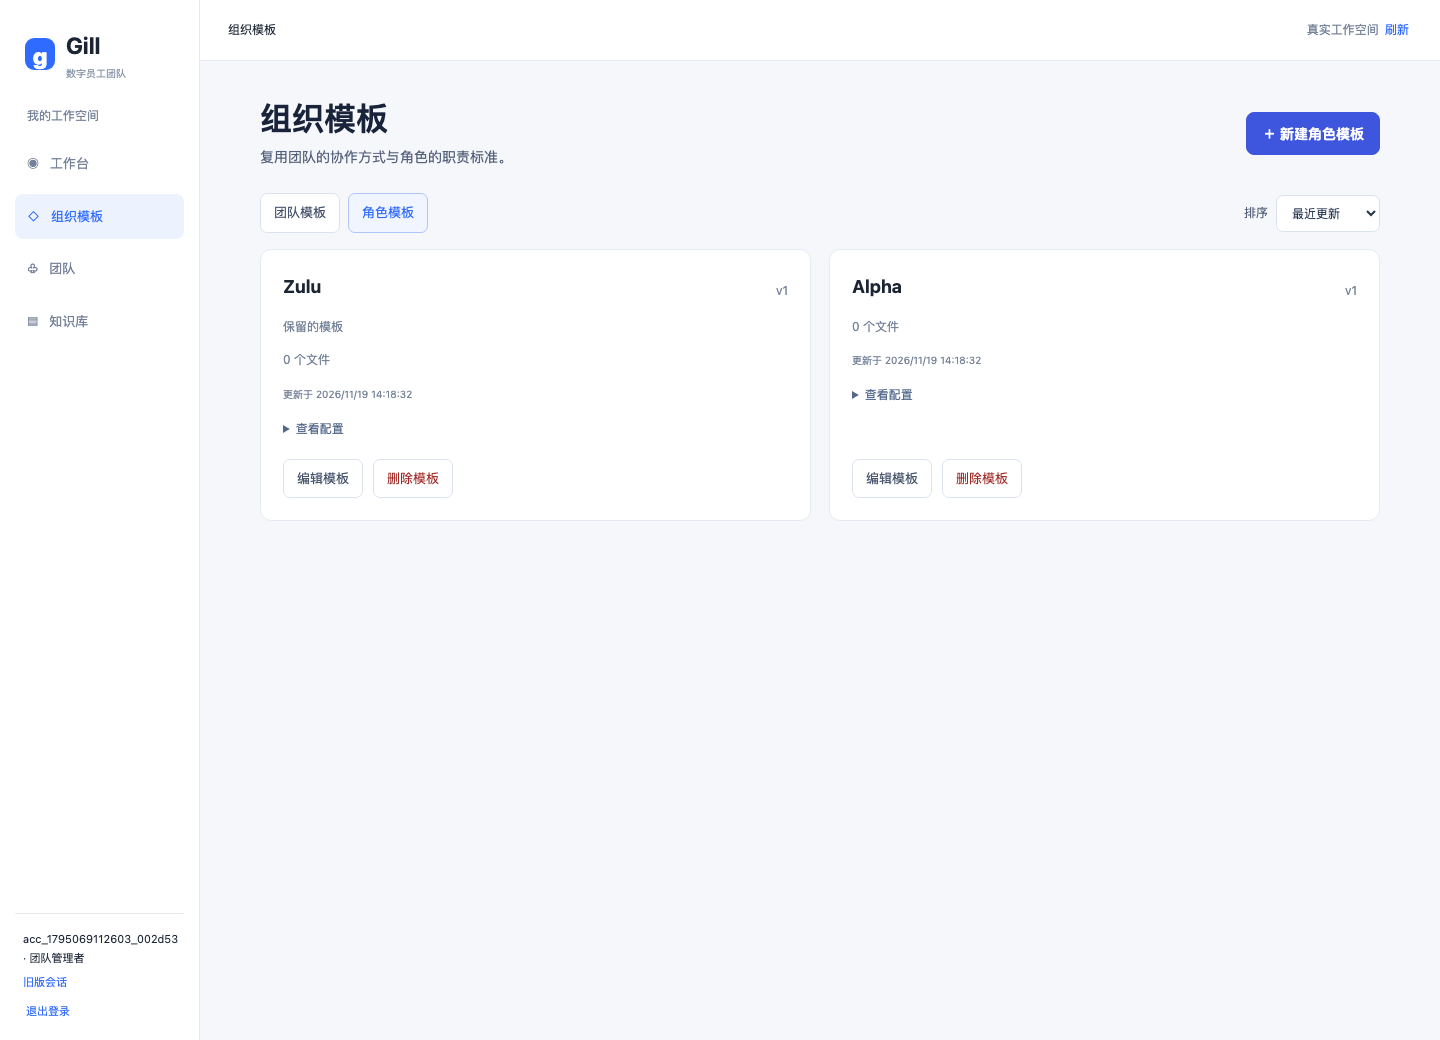 g
Gill
数字员工团队
我的工作空间
工作台
组织模板
团队
知识库
acc_1795069112603_002d53
· 团队管理者
旧版会话
退出登录
组织模板
真实工作空间 刷新
组织模板
复用团队的协作方式与角色的职责标准。
+ 新建角色模板
团队模板 角色模板
排序 最近更新
Zulu v1
保留的模板
0 个文件
更新于 2026/11/19 14:18:32
▶ 查看配置
编辑模板 删除模板
Alpha v1
0 个文件
更新于 2026/11/19 14:18:32
▶ 查看配置
编辑模板 删除模板